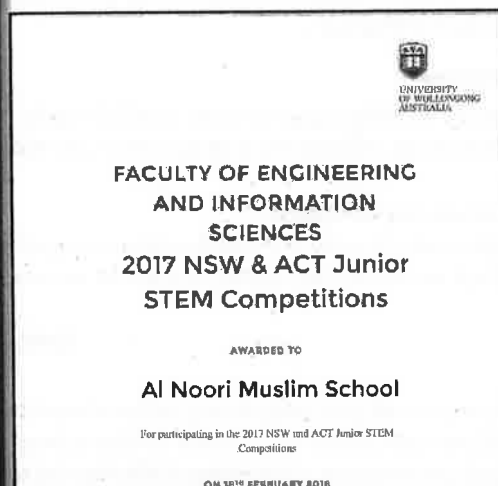 UNIVERSITY
OF WOLLONGONG
AUSTRALIA
FACULTY OF ENGINEERING
AND INFORMATION
SCIENCES
2017 NSW & ACT Junior
STEM Competitions
AWARDED TO
Al Noori Muslim School
For participating in the 2017 NSW and ACT Junior STEM
Competitions
ON FEBRUARY 2018